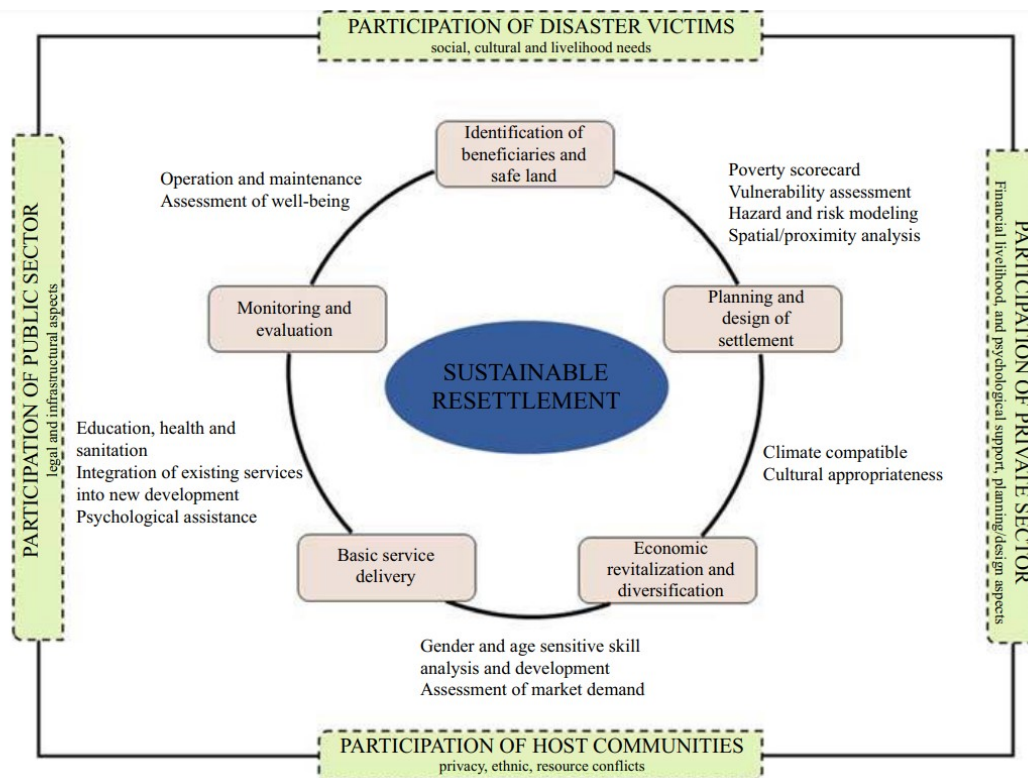 PARTICIPATION OF DISASTER VICTIMS
social, cultural and livelihood needs
Identification of
beneficiaries and
safe land
Operation and maintenance
Assessment of well-being
Poverty scorecard
Vulnerability assessment
Hazard and risk modeling
Spatial/proximity analysis
PARTICIPATION OF PUBLIC SECTOR
legal and infrastructural aspects
Monitoring and
evaluation
Planning and
design of
settlement
PARTICIPATION OF PRIVATE SECTOR
Financial livelihood, and psychological support, planning/design aspects
SUSTAINABLE
RESETTLEMENT
Education, health and
sanitation
Integration of existing services
into new development
Psychological assistance
Climate compatible
Cultural appropriateness
Basic service
delivery
Economic
revitalization and
diversification
Gender and age sensitive skill
analysis and development
Assessment of market demand
PARTICIPATION OF HOST COMMUNITIES
privacy, ethnic, resource conflicts